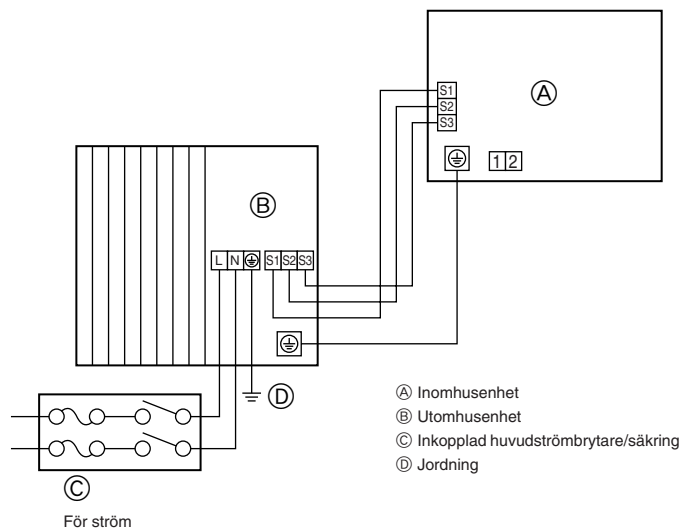 Ⓐ
S1
S2
S3
1 2
Ⓑ
L N S1 S2 S3
Ⓓ
Ⓒ
För ström
Ⓐ Inomhusenhet
Ⓑ Utomhusenhet
Ⓒ Inkopplad huvudströmbrytare/säkring
Ⓓ Jordning